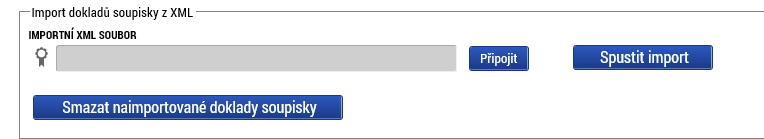 Import dokladů soupisky z XML
IMPORTNÍ XML SOUBOR
Připojit
Spustit import
Smazat naimportované doklady soupisky